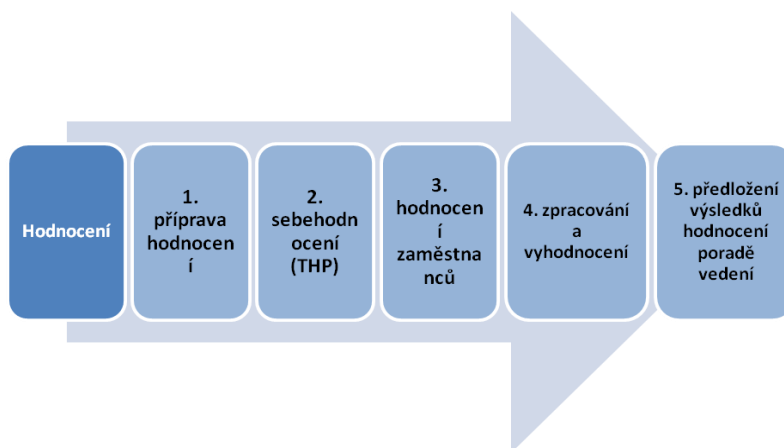 Hodnocení
1.
příprava
hodnocen
í
2.
sebehodn
ocení
(THP)
3.
hodnocen
í
zaměstna
nců
4. zpracování
a
vyhodnocení
5. předložení
výsledků
hodnocení
poradě
vedení